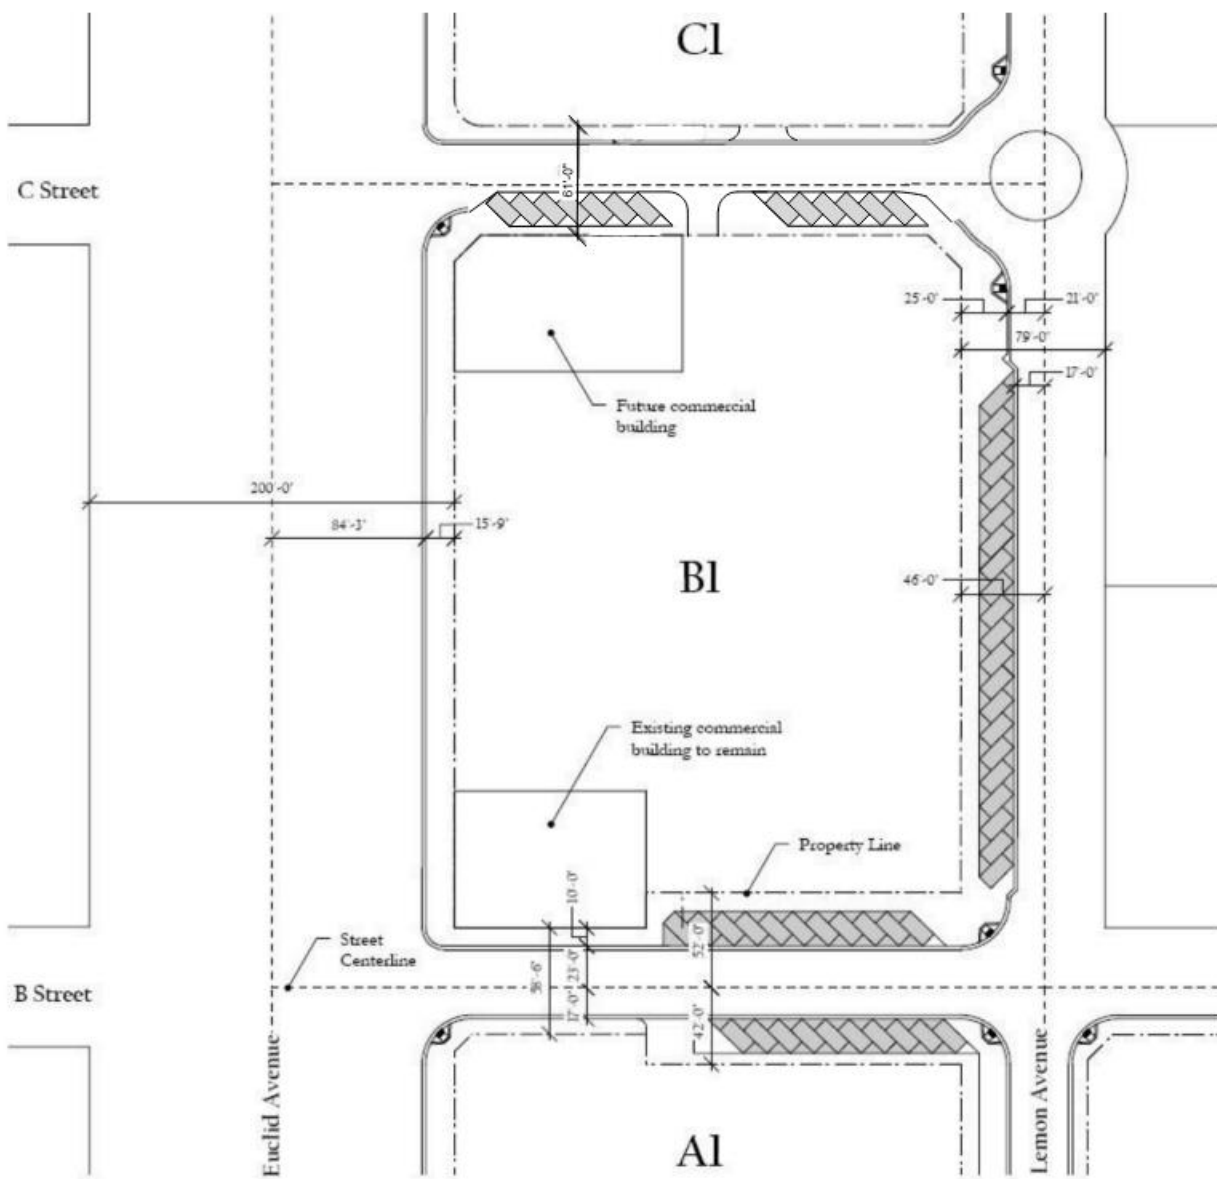 C1
C Street
61'-0"
25'-0"
21'-0"
79'-0"
17'-0"
Future commercial
building
200'-0"
84'-3"
15'-9"
B1
46'-0"
Existing commercial
building to remain
Property Line
10'-0"
52'-0"
Street
Centerline
23'-0"
58'-6"
B Street
17'-0"
42'-0"
Euclid Avenue
Lemon Avenue
A1